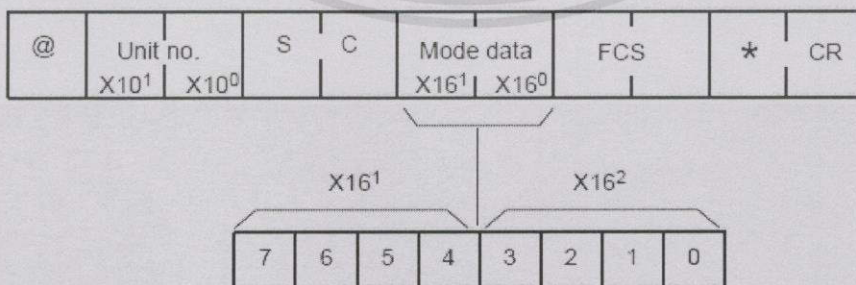 @ Unit no. S C Mode data FCS * CR
X10¹ X10⁰ X16¹ X16⁰
X16¹ X16²
7 6 5 4 3 2 1 0